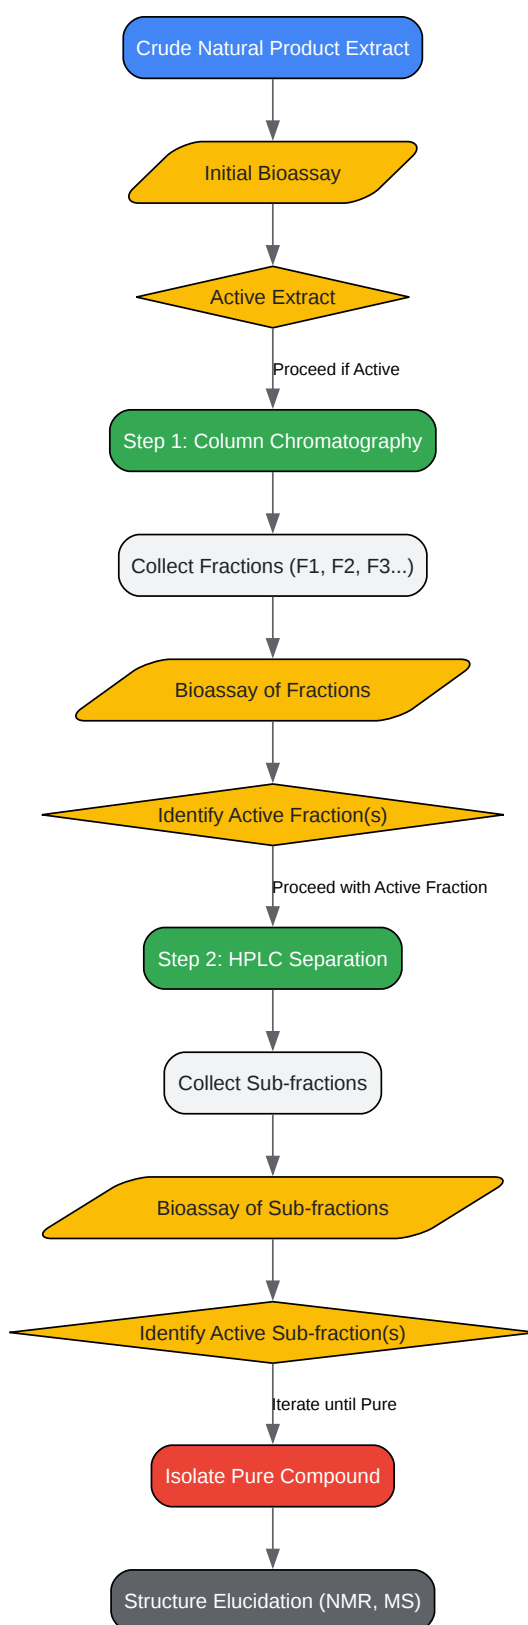 Crude Natural Product Extract
Initial Bioassay
Active Extract
Proceed if Active
Step 1: Column Chromatography
Collect Fractions (F1, F2, F3...)
Bioassay of Fractions
Identify Active Fraction(s)
Proceed with Active Fraction
Step 2: HPLC Separation
Collect Sub-fractions
Bioassay of Sub-fractions
Identify Active Sub-fraction(s)
Iterate until Pure
Isolate Pure Compound
Structure Elucidation (NMR, MS)